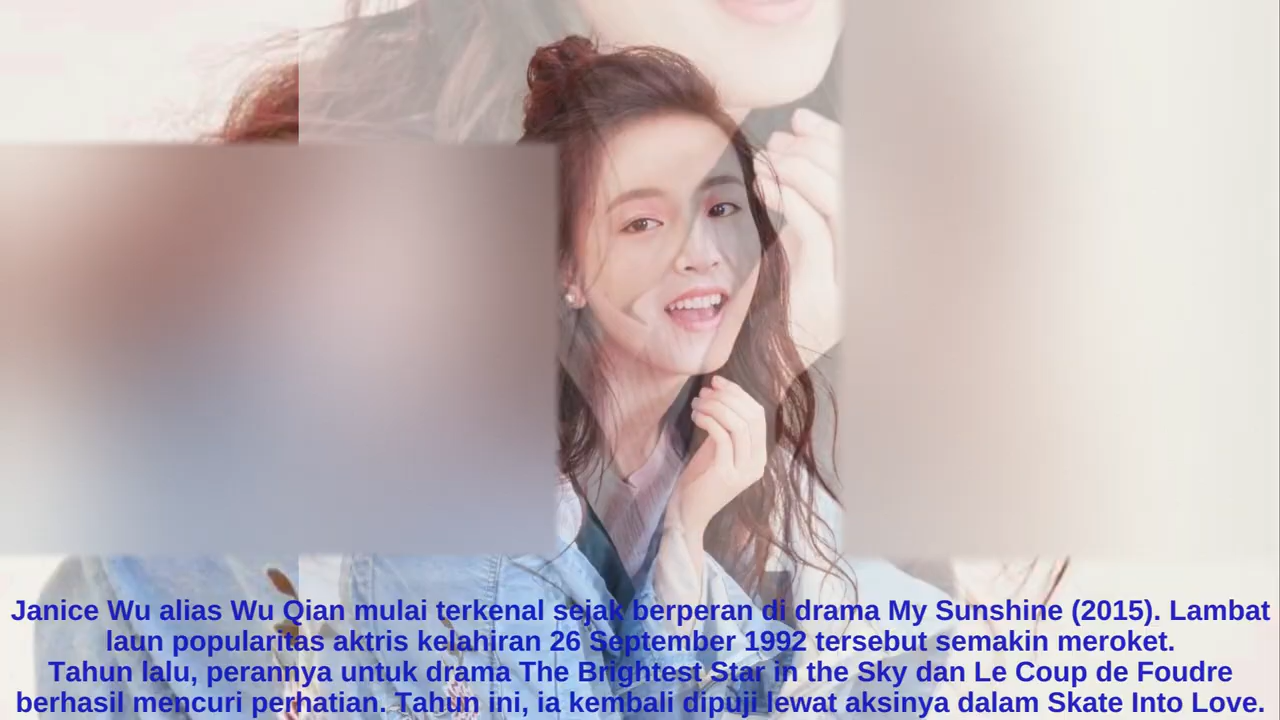 Janice Wu alias Wu Qian mulai terkenal sejak berperan di drama My Sunshine (2015). Lambat
laun popularitas aktris kelahiran 26 September 1992 tersebut semakin meroket.
Tahun lalu, perannya untuk drama The Brightest Star in the Sky dan Le Coup de Foudre
berhasil mencuri perhatian. Tahun ini, ia kembali dipuji lewat aksinya dalam Skate Into Love.